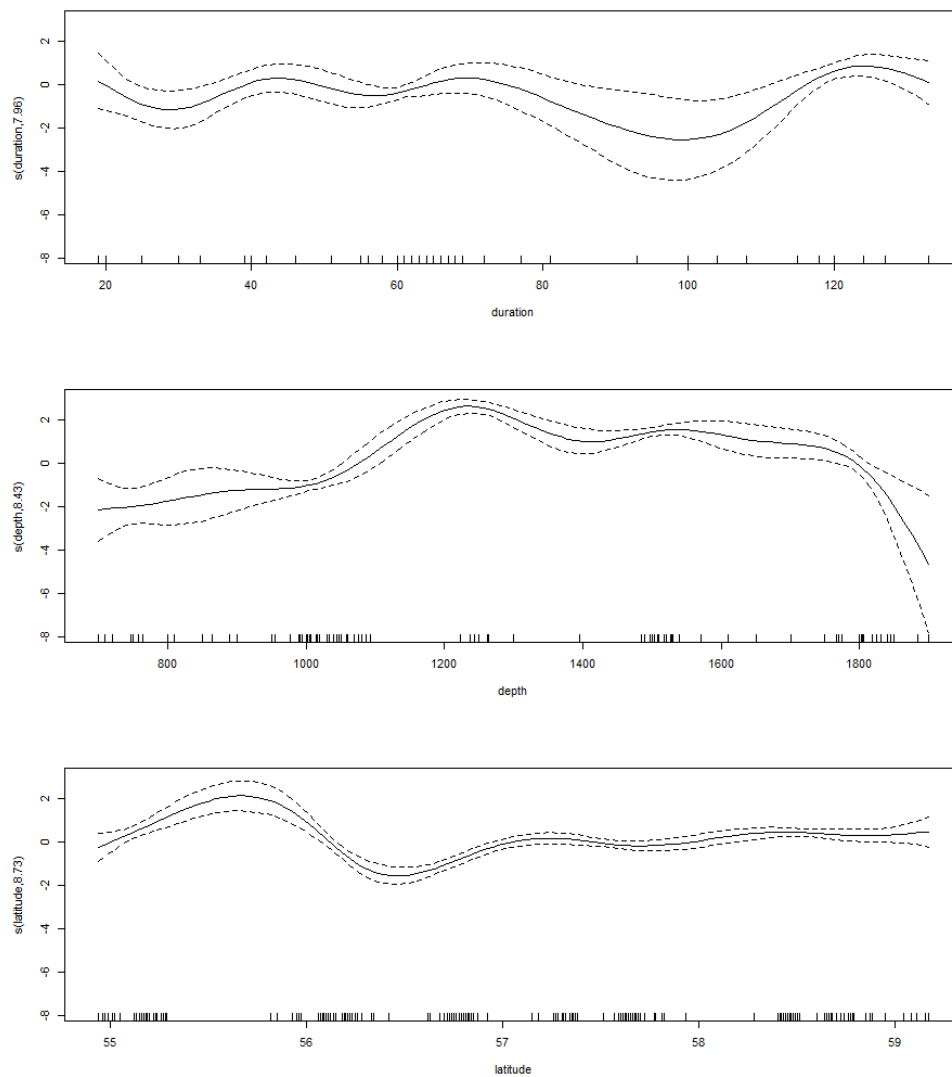 2
0
-2
-4
-6
-8
s(duration,7.96)
20 40 60 80 100 120
duration
2
0
-2
-4
-6
-8
s(depth,8.43)
800 1000 1200 1400 1600 1800
depth
2
0
-2
-4
-6
-8
s(latitude,8.73)
55 56 57 58 59
latitude